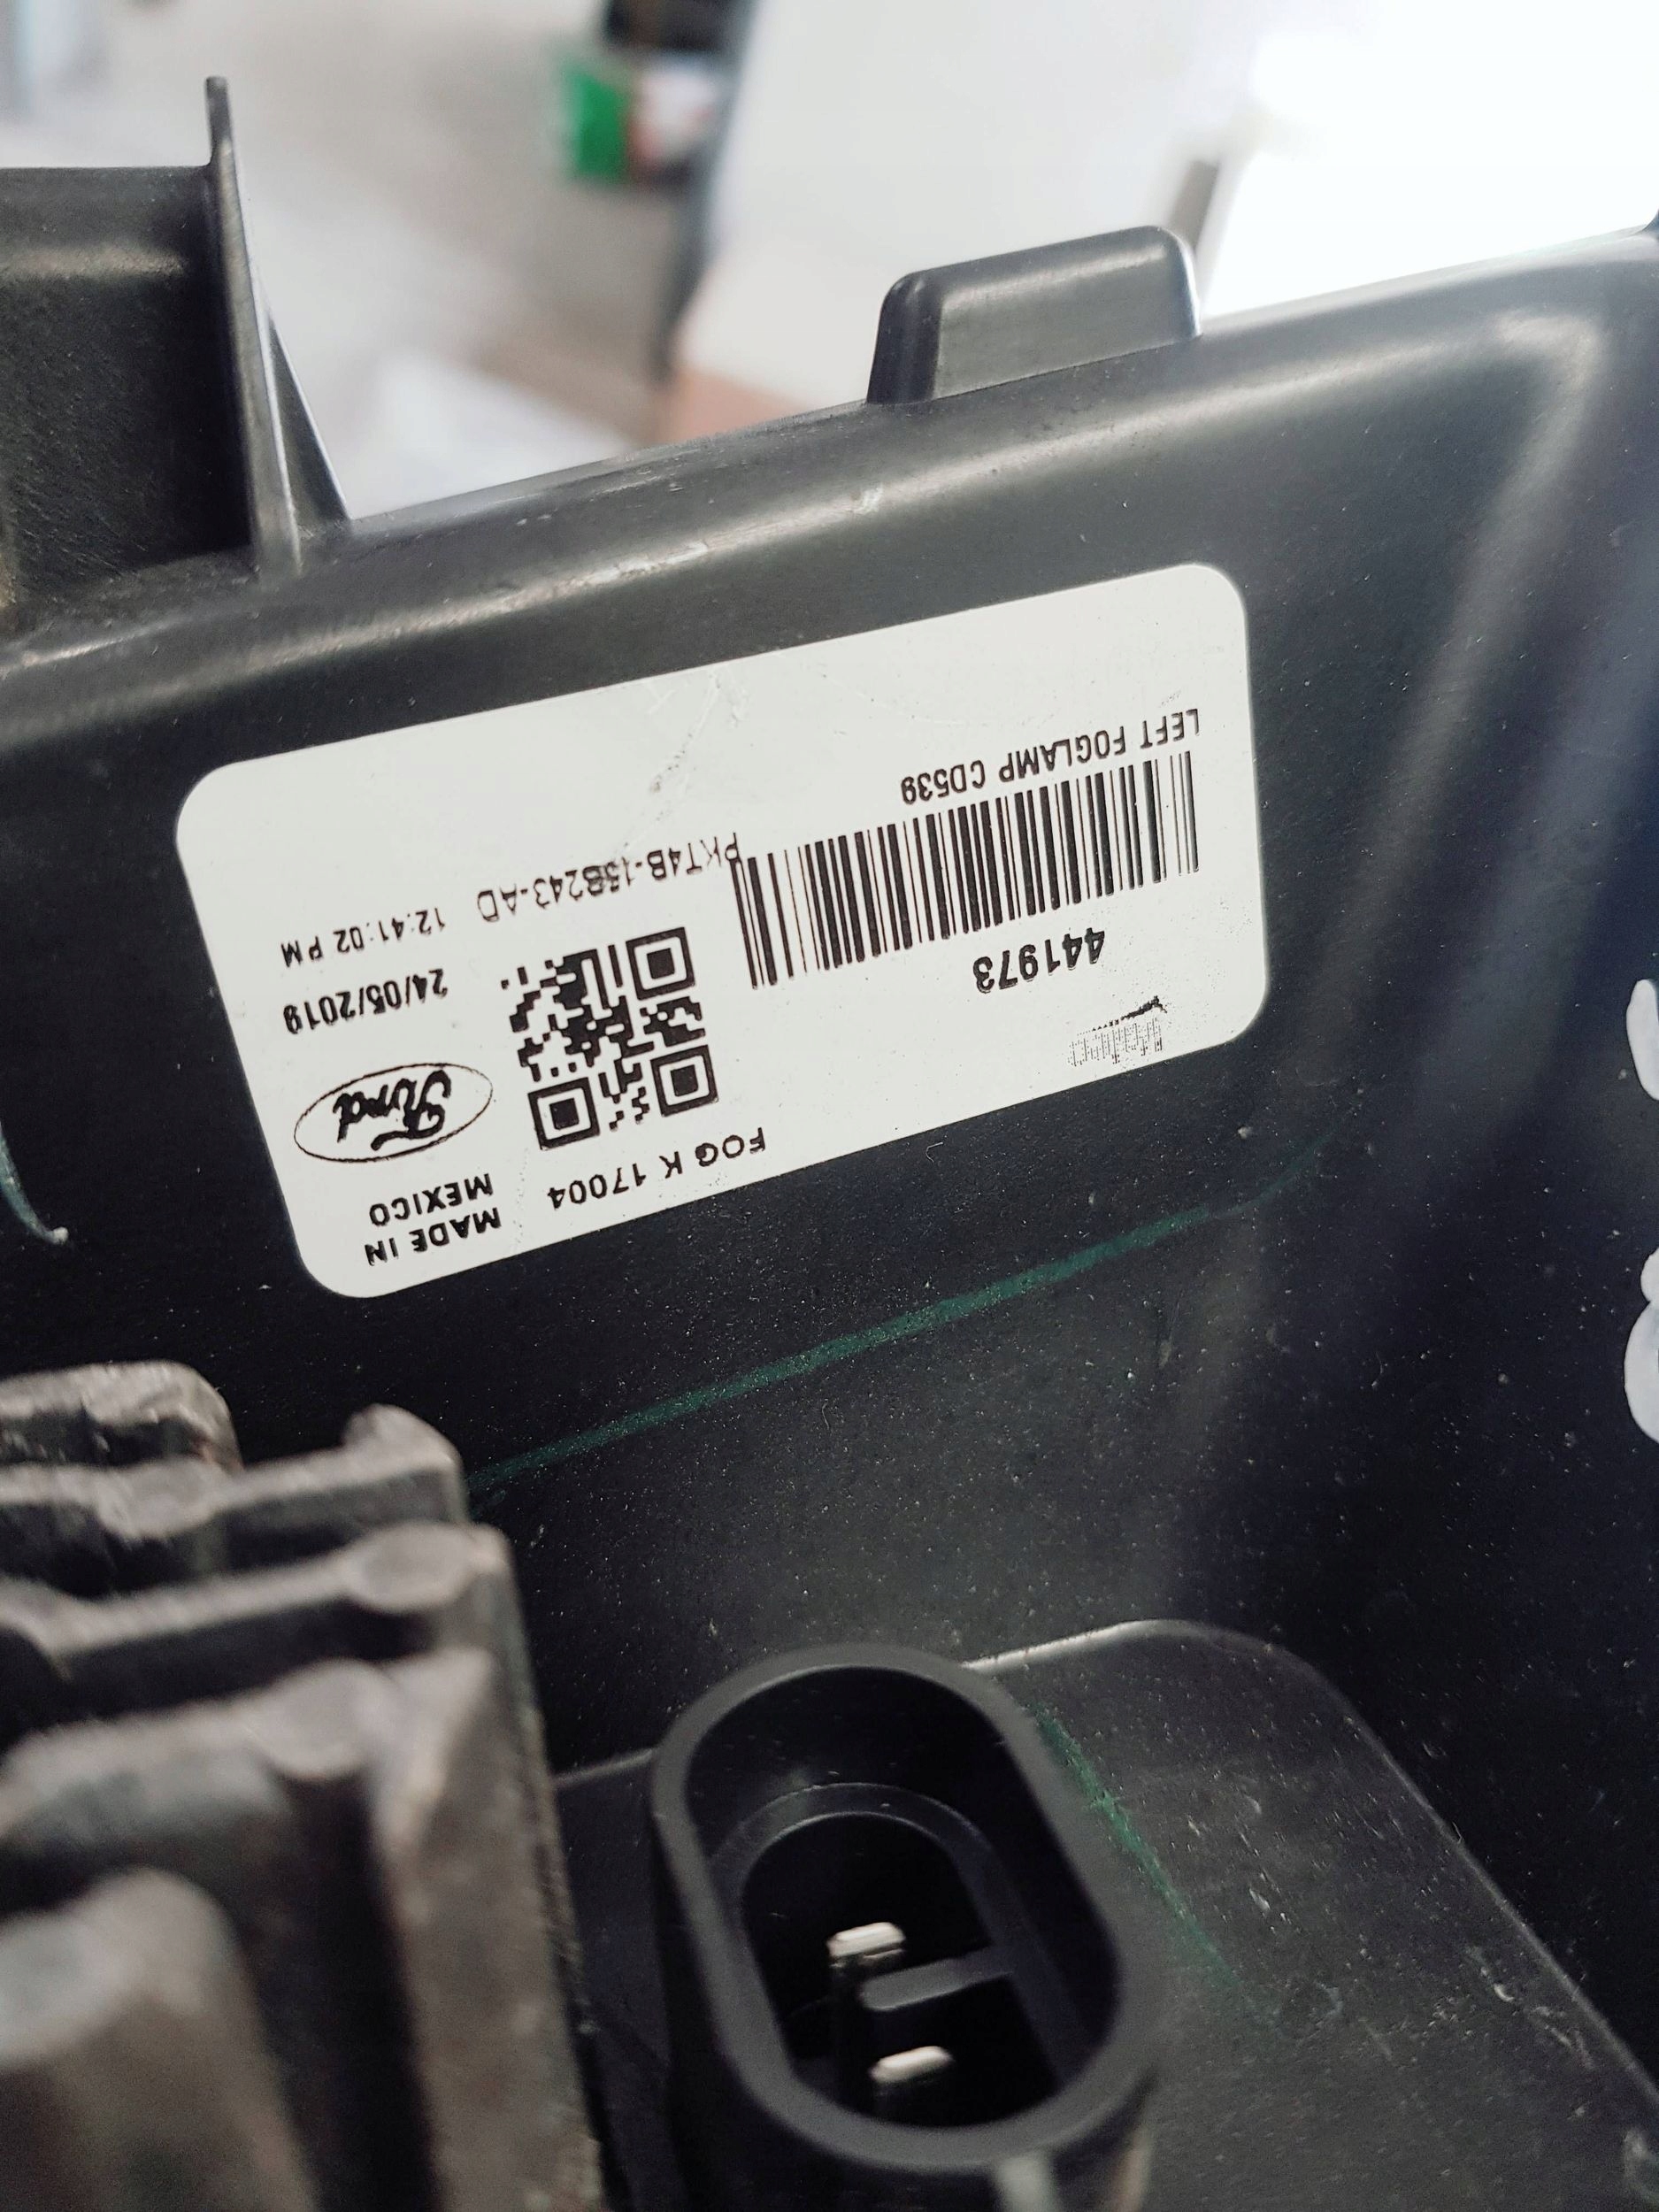 MADE IN
MEXICO
FOG K 17004
Ford
Valeo
441973
24/05/2019
12:41:02 PM
PKT4B-15B243-AD
LEFT FOGLAMP CD539